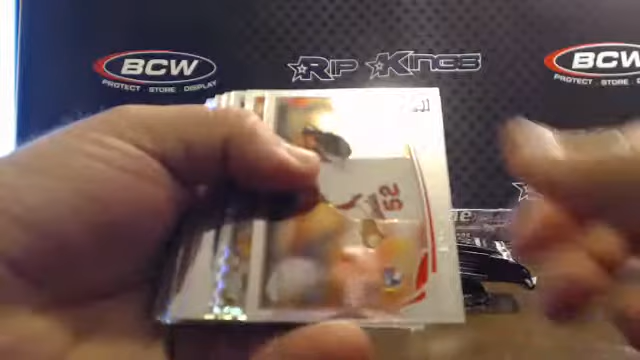 BCW
PROTECT · STORE · DISPLAY
RIP KINGS
BCW
PROTECT · STORE · DISPLAY
52